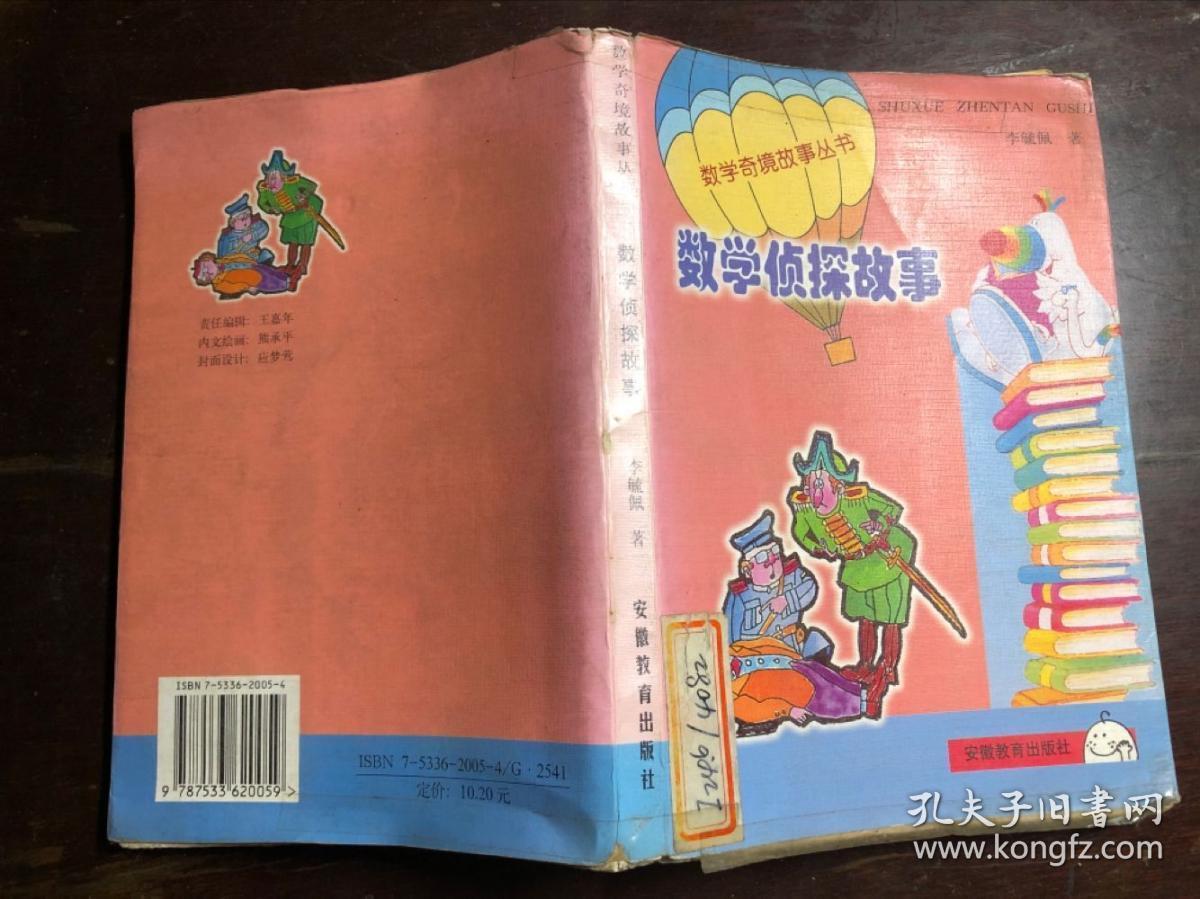 SHUXUE ZHENTAN GUSHI
李毓佩 著
数学奇境故事丛书
数学侦探故事
安徽教育出版社
数学奇境故事丛
数学侦探故事
李毓佩 著
安徽教育出版社
责任编辑：王嘉年
内文绘画：熊承平
封面设计：应梦莺
ISBN 7-5336-2005-4
9 787533 620059 >
ISBN 7-5336-2005-4/G·2541
定价：10.20元
孔夫子旧书网
www.kongfz.com